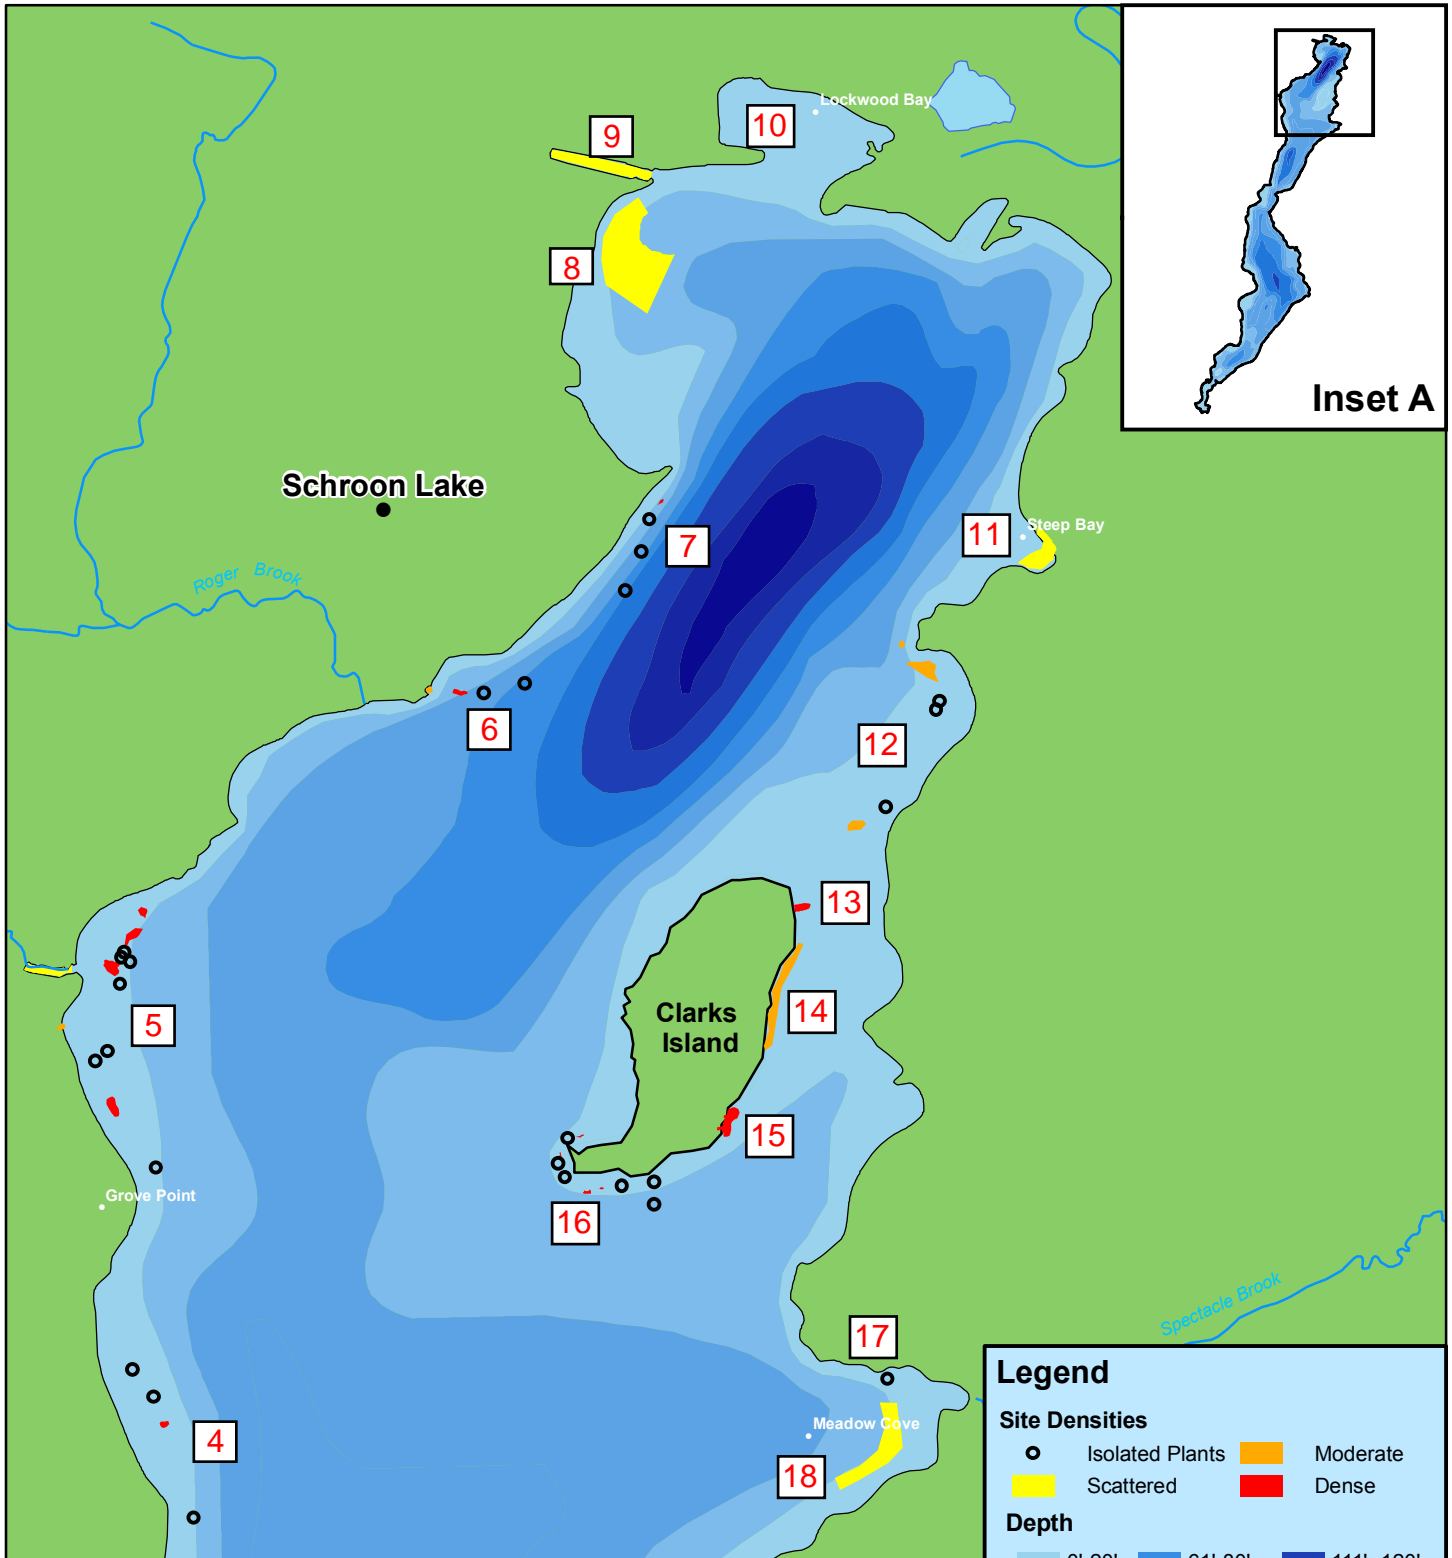 Lockwood Bay
10
9
8
Inset A
Schroon Lake
11
Steep Bay
7
Roger Brook
6
12
13
Clarks
Island
14
5
15
Grove Point
16
Spectacle Brook
17
Meadow Cove
4
18
Legend
Site Densities
Isolated Plants
Moderate
Scattered
Dense
Depth